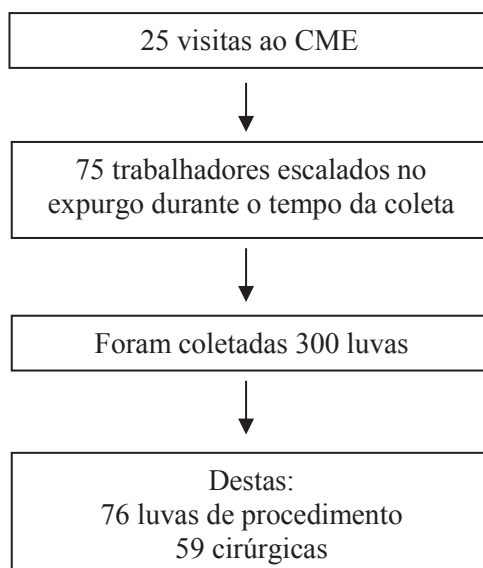 25 visitas ao CME
75 trabalhadores escalados no
expurgo durante o tempo da coleta
Foram coletadas 300 luvas
Destas:
76 luvas de procedimento
59 cirúrgicas